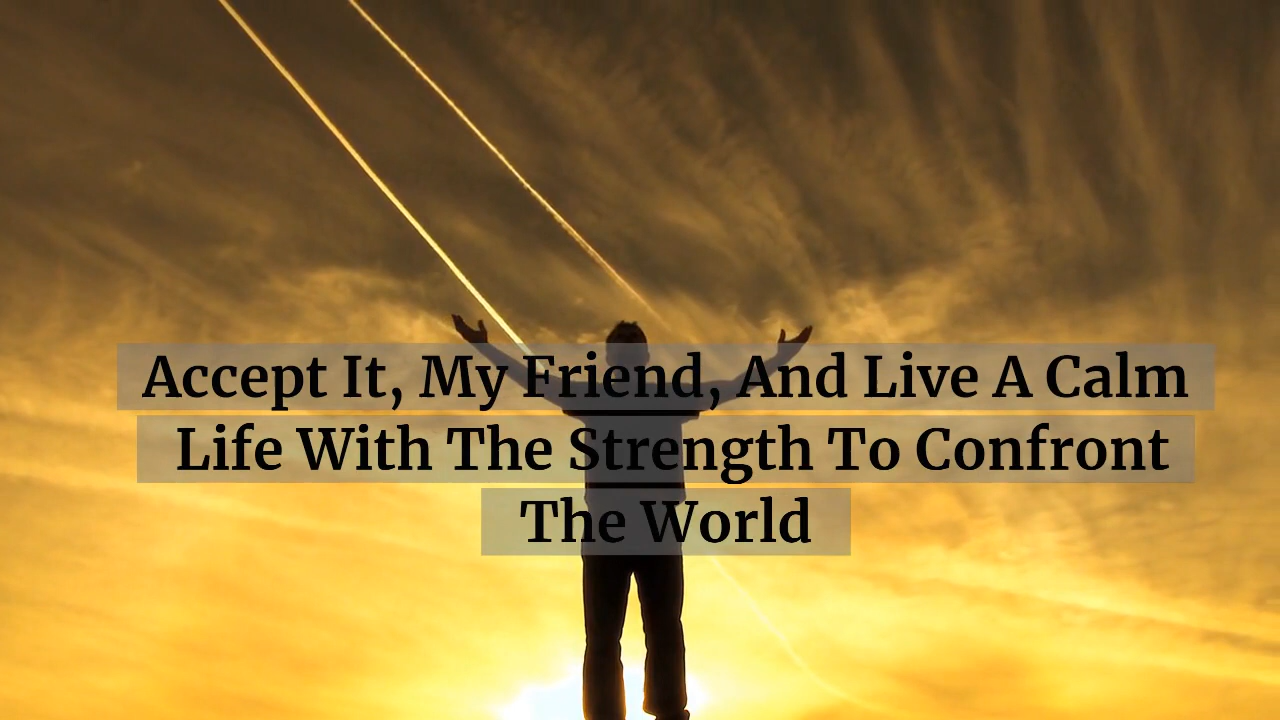 Accept It, My Friend, And Live A Calm
Life With The Strength To Confront
The World